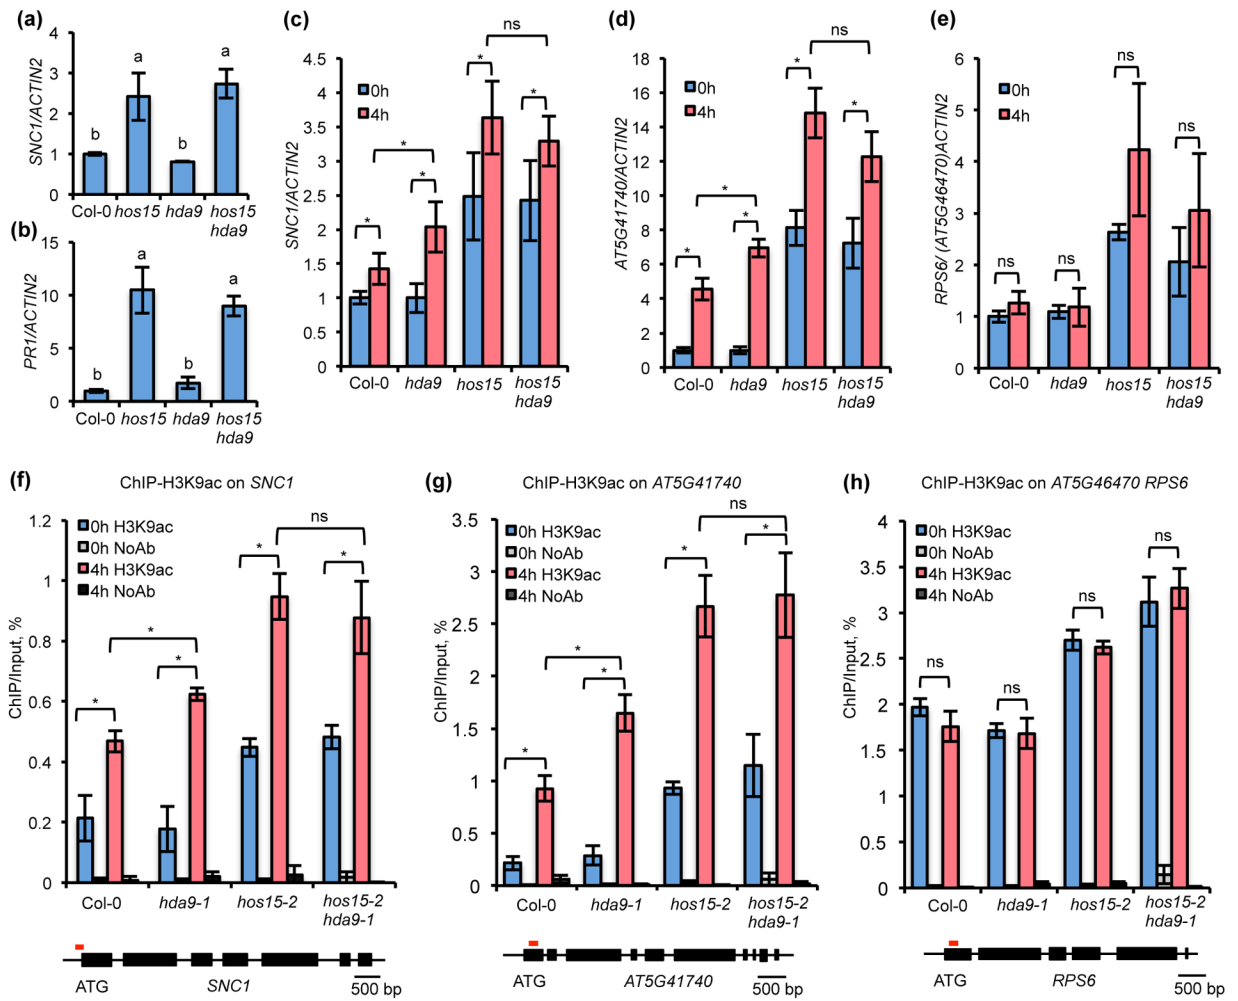 (a)
SNC1/ACTIN2
4
3
2
1
0
b
a
b
a
Col-0 hos15 hda9 hos15
hda9
(b)
PR1/ACTIN2
15
10
5
0
b
a
b
a
Col-0 hos15 hda9 hos15
hda9
(c)
SNC1/ACTIN2
4.5
4
3.5
3
2.5
2
1.5
1
0.5
0
0h
4h
ns
*
*
*
*
*
Col-0 hda9 hos15 hos15
hda9
(d)
AT5G41740/ACTIN2
18
16
14
12
10
8
6
4
2
0
0h
4h
ns
*
*
*
*
*
Col-0 hda9 hos15 hos15
hda9
(e)
RPS6/ (AT5G46470)ACTIN2
6
5
4
3
2
1
0
0h
4h
ns
ns
ns
ns
Col-0 hda9 hos15 hos15
hda9
(f)
ChIP-H3K9ac on SNC1
ChIP/Input, %
1.2
1
0.8
0.6
0.4
0.2
0
0h H3K9ac
0h NoAb
4h H3K9ac
4h NoAb
ns
*
*
*
*
*
Col-0 hda9-1 hos15-2 hos15-2
hda9-1
ATG SNC1 500 bp
(g)
ChIP-H3K9ac on AT5G41740
ChIP/Input, %
3.5
3
2.5
2
1.5
1
0.5
0
0h H3K9ac
0h NoAb
4h H3K9ac
4h NoAb
ns
*
*
*
*
*
Col-0 hda9-1 hos15-2 hos15-2
hda9-1
ATG AT5G41740 500 bp
(h)
ChIP-H3K9ac on AT5G46470 RPS6
ChIP/Input, %
4
3.5
3
2.5
2
1.5
1
0.5
0
0h H3K9ac
0h NoAb
4h H3K9ac
4h NoAb
ns
ns
ns
ns
Col-0 hda9-1 hos15-2 hos15-2
hda9-1
ATG RPS6 500 bp